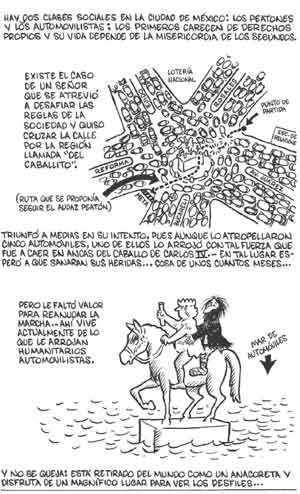 HAY DOS CLASES SOCIALES EN LA CIUDAD DE MÉXICO: LOS PEATONES
Y LOS AUTOMOVILISTAS; LOS PRIMEROS CARECEN DE DERECHOS
PROPIOS Y SU VIDA DEPENDE DE LA MISERICORDIA DE LOS SEGUNDOS.
EXISTE EL CASO
DE UN SEÑOR
QUE SE ATREVIÓ
A DESAFIAR LAS
REGLAS DE LA
SOCIEDAD Y QUISO
CRUZAR LA CALLE
POR LA REGIÓN
LLAMADA "DEL
CABALLITO".
(RUTA QUE SE PROPONÍA
SEGUIR EL AUDAZ PEATÓN)
LOTERÍA
NACIONAL
PUNTO DE
PARTIDA
REFORMA
BUCARELI
TRIUNFÓ A MEDIAS EN SU INTENTO, PUES AUNQUE LO ATROPELLARON
CINCO AUTOMÓVILES, UNO DE ELLOS LO ARROJÓ CON TAL FUERZA QUE
FUE A CAER EN ANCAS DEL CABALLO DE CARLOS IV.- EN TAL LUGAR ES-
PERÓ A QUE SANARAN SUS HERIDAS... COSA DE UNOS CUANTOS MESES...
PERO LE FALTÓ VALOR
PARA REANUDAR LA
MARCHA... AHÍ VIVE
ACTUALMENTE DE LO
QUE LE ARROJAN
HUMANITARIOS
AUTOMOVILISTAS.
MAR DE
AUTOMÓVILES
Y NO SE QUEJA: ESTÁ RETIRADO DEL MUNDO COMO UN ANACORETA Y
DISFRUTA DE UN MAGNÍFICO LUGAR PARA VER LOS DESFILES...